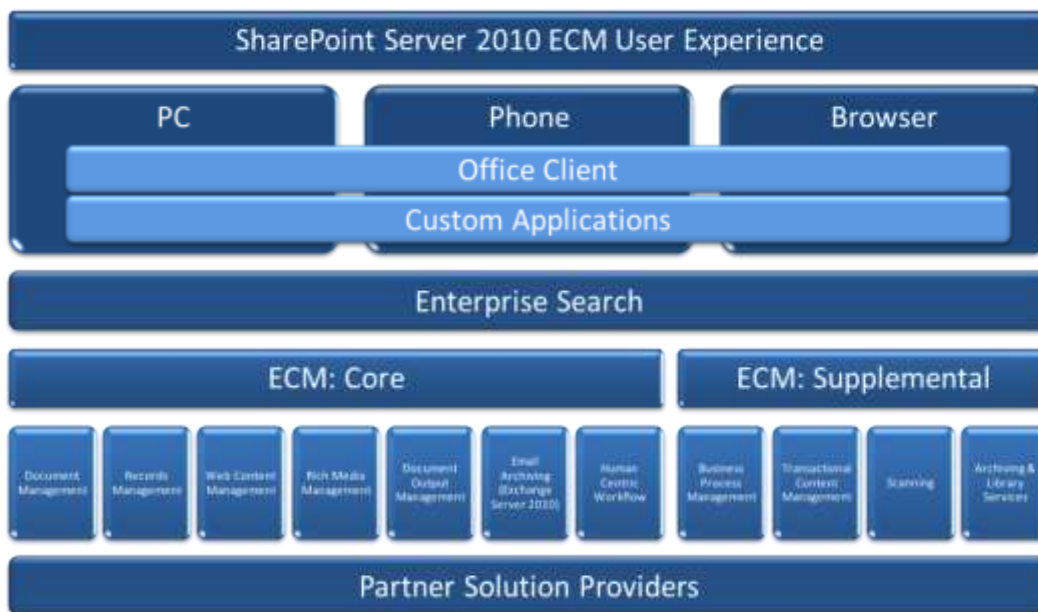 SharePoint Server 2010 ECM User Experience
PC
Phone
Browser
Office Client
Custom Applications
Enterprise Search
ECM: Core
ECM: Supplemental
Document
Management
Records
Management
Web Content
Management
Rich Media
Management
Document
Output
Management
Email
Archiving
(Exchange
Server 2010)
Human
Centric
Workflow
Business
Process
Management
Transactional
Content
Management
Scanning
Archiving &
Library
Services
Partner Solution Providers